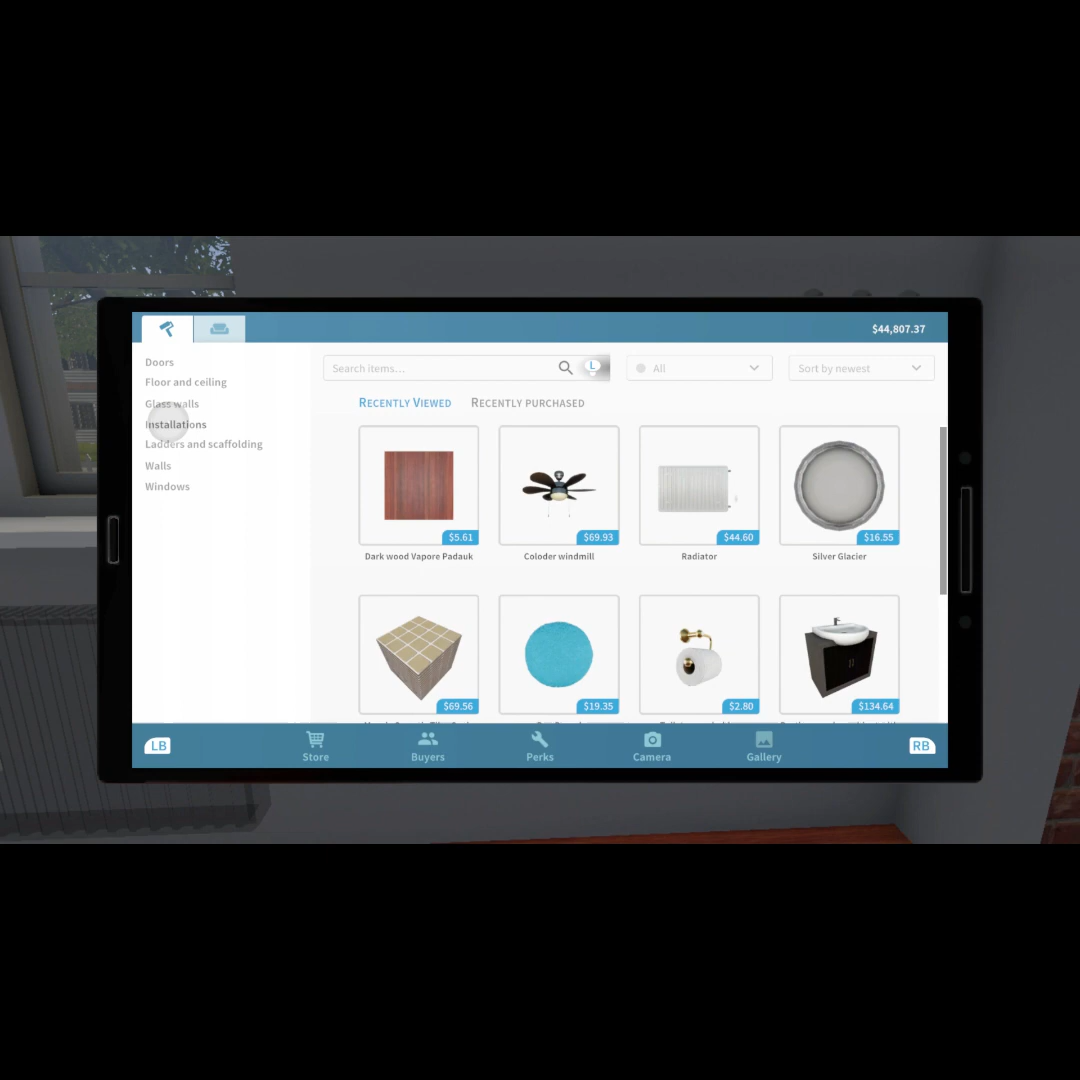 $44,807.37
Doors
Floor and ceiling
Glass walls
Installations
Ladders and scaffolding
Walls
Windows
Search items...
L
All
Sort by newest
RECENTLY VIEWED
RECENTLY PURCHASED
$5.61
$69.93
$44.60
$16.55
Dark wood Vapore Padauk
Coloder windmill
Radiator
Silver Glacier
$69.56
$19.35
$2.80
$134.64
LB
Store
Buyers
Perks
Camera
Gallery
RB